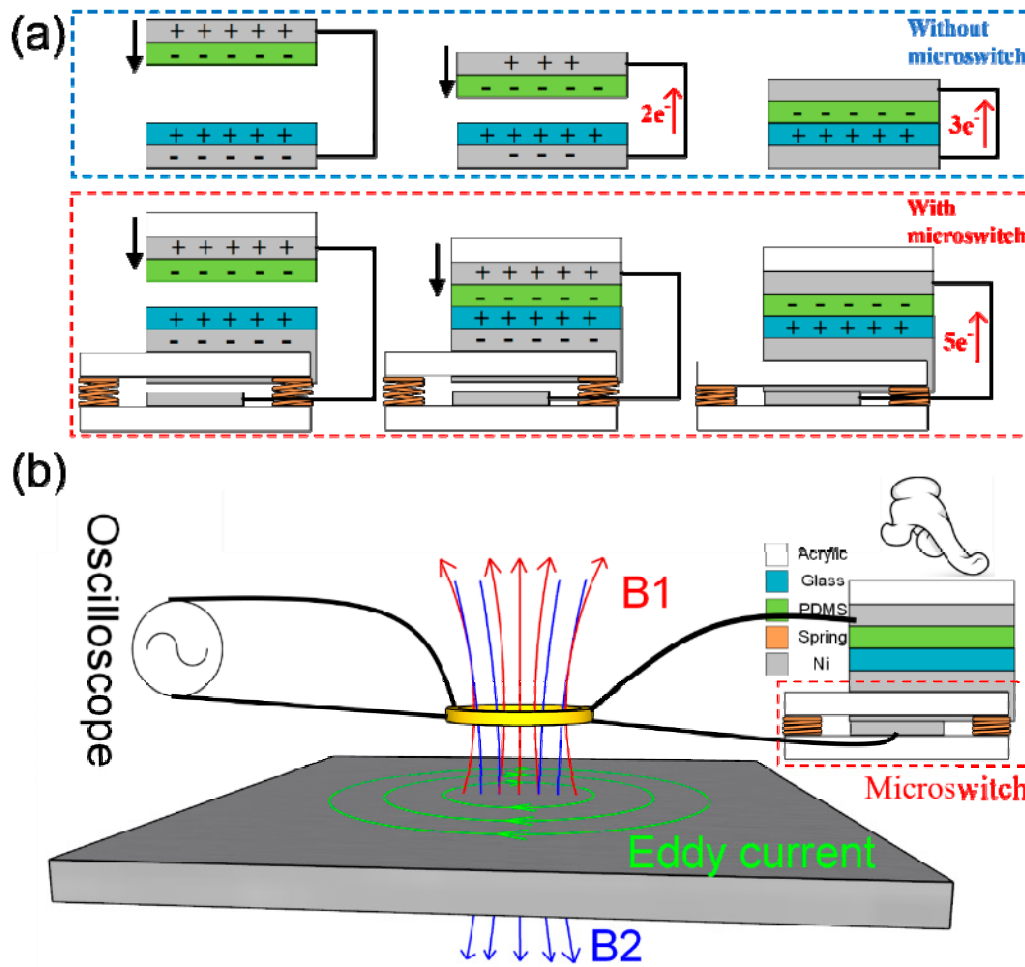 (a)
Without
microswitch
+ + + + +
- - - - -
+ + + + +
- - - - -
+ + +
- - - - -
2e-
+ + + + +
- - -
- - - - -
3e-
+ + + + +
With
microswitch
+ + + + +
- - - - -
+ + + + +
- - - - -
+ + + + +
- - - - -
+ + + + +
- - - - -
- - - - -
+ + + + +
5e-
(b)
Oscilloscope
B1
Acrylic
Glass
PDMS
Spring
Ni
Microswitch
Eddy current
B2